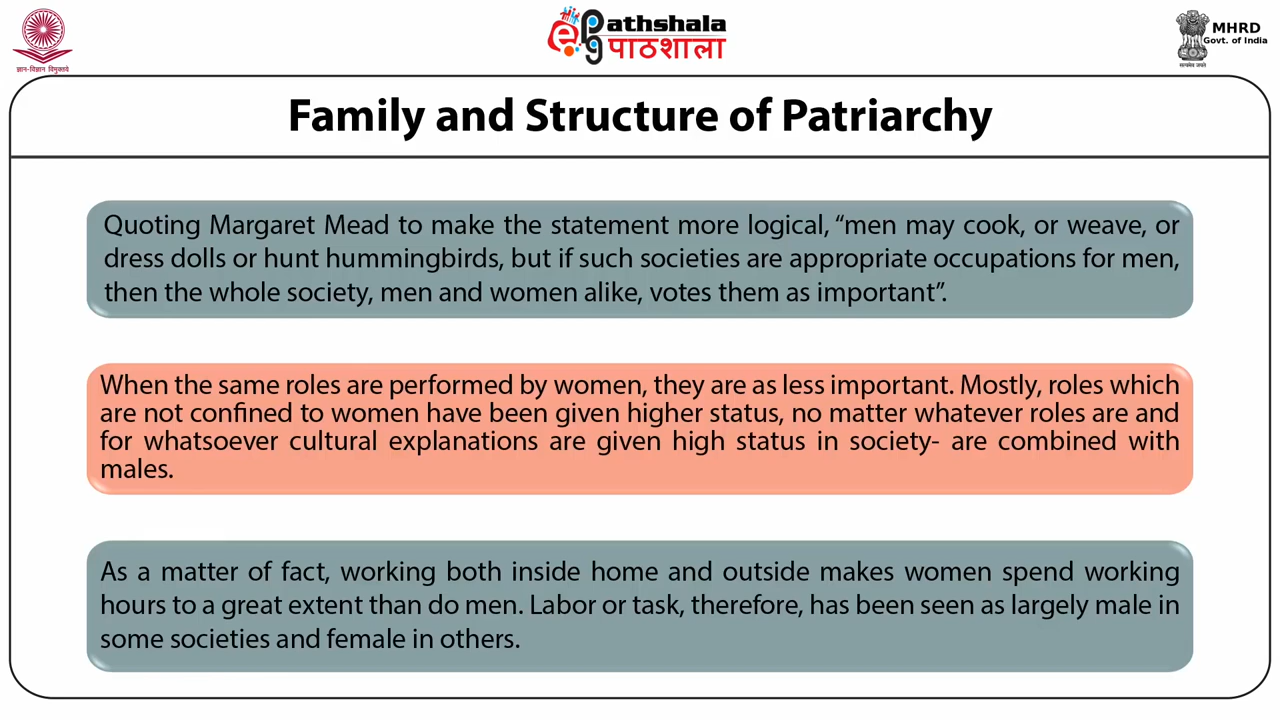 ज्ञान-विज्ञान विमुक्तये
epathshala
पाठशाला
MHRD
Govt. of India
सत्यमेव जयते
Family and Structure of Patriarchy
Quoting Margaret Mead to make the statement more logical, “men may cook, or weave, or
dress dolls or hunt hummingbirds, but if such societies are appropriate occupations for men,
then the whole society, men and women alike, votes them as important”.
When the same roles are performed by women, they are as less important. Mostly, roles which
are not confined to women have been given higher status, no matter whatever roles are and
for whatsoever cultural explanations are given high status in society- are combined with
males.
As a matter of fact, working both inside home and outside makes women spend working
hours to a great extent than do men. Labor or task, therefore, has been seen as largely male in
some societies and female in others.